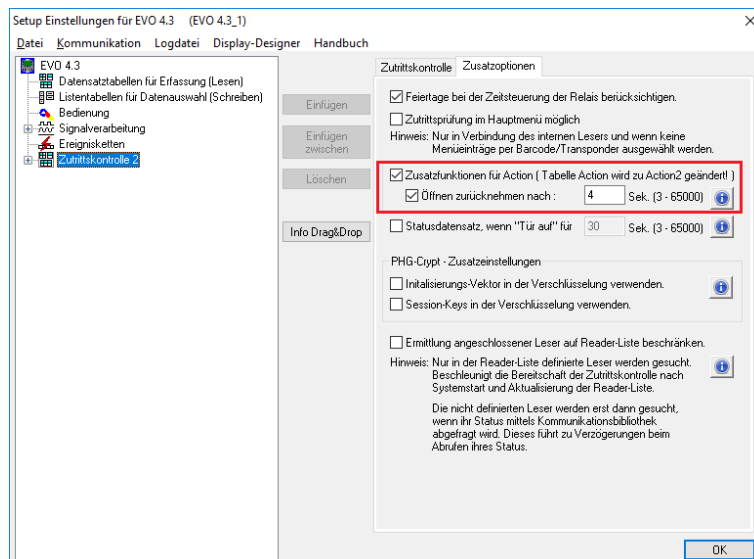 Setup Einstellungen für EVO 4.3 (EVO 4.3_1)
Datei Kommunikation Logdatei Display-Designer Handbuch
EVO 4.3
Datensatztabellen für Erfassung (Lesen)
Listentabellen für Datenauswahl (Schreiben)
Bedienung
Signalverarbeitung
Ereignisketten
Zutrittskontrolle 2
Einfügen
Einfügen
zwischen
Löschen
Info Drag&Drop
Zutrittskontrolle Zusatzoptionen
Feiertage bei der Zeitsteuerung der Relais berücksichtigen.
Zutrittsprüfung im Hauptmenü möglich
Hinweis: Nur in Verbindung des internen Lesers und wenn keine
Menüeinträge per Barcode/Transponder ausgewählt werden.
Zusatzfunktionen für Action ( Tabelle Action wird zu Action2 geändert! )
Öffnen zurücknehmen nach : 4 Sek. (3 - 65000)
Statusdatensatz, wenn "Tür auf" für 30 Sek. (3 - 65000)
PHG-Crypt - Zusatzeinstellungen
Initalisierungs-Vektor in der Verschlüsselung verwenden.
Session-Keys in der Verschlüsselung verwenden.
Ermittlung angeschlossener Leser auf Reader-Liste beschränken.
Hinweis: Nur in der Reader-Liste definierte Leser werden gesucht.
Beschleunigt die Bereitschaft der Zutrittskontrolle nach
Systemstart und Aktualisierung der Reader-Liste.
Die nicht definierten Leser werden erst dann gesucht,
wenn ihr Status mittels Kommunikationsbibliothek
abgefragt wird. Dieses führt zu Verzögerungen beim
Abrufen ihres Status.
OK